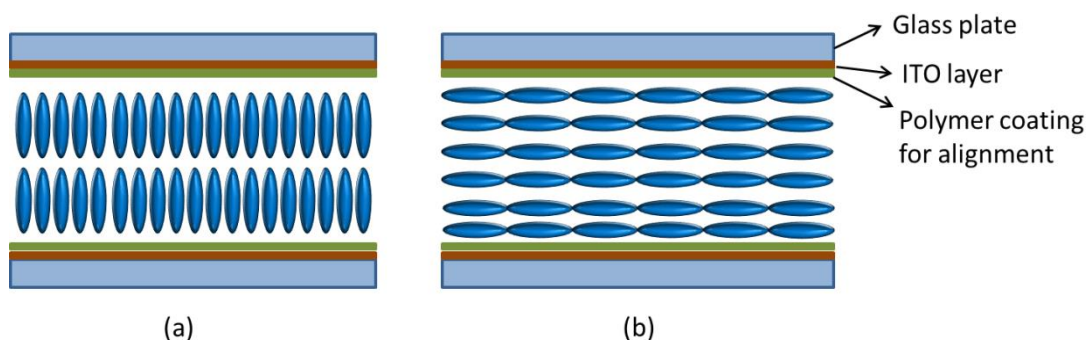 Glass plate
ITO layer
Polymer coating
for alignment
(a)
(b)